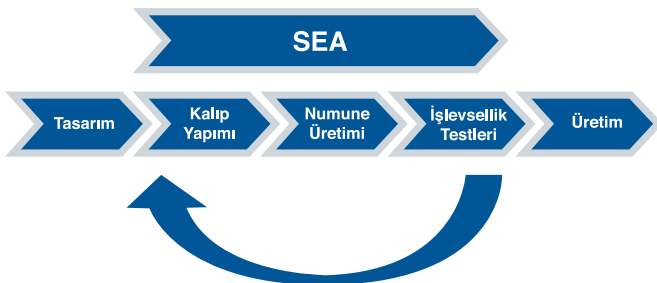 SEA
Tasarım
Kalıp
Yapımı
Numune
Üretimi
İşlevsellik
Testleri
Üretim